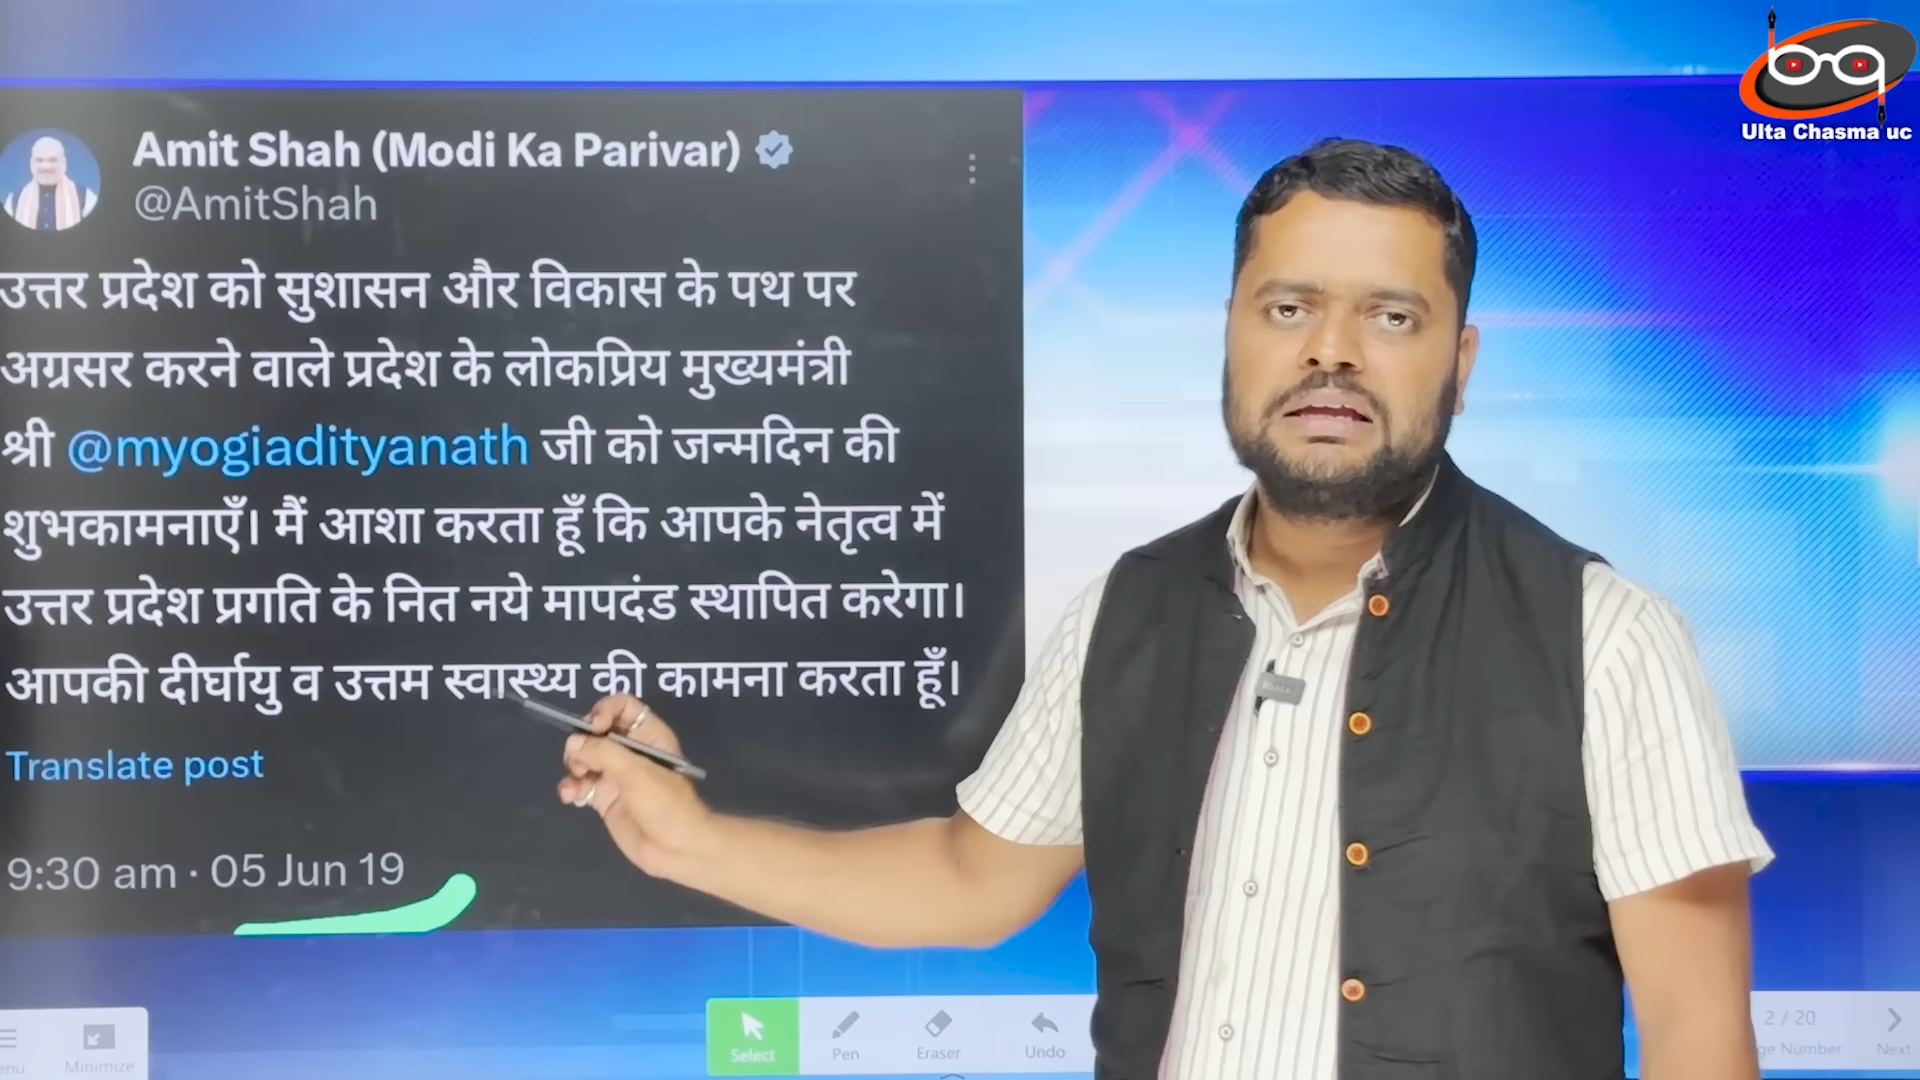 Ulta Chasma uc
Amit Shah (Modi Ka Parivar)
@AmitShah
उत्तर प्रदेश को सुशासन और विकास के पथ पर
अग्रसर करने वाले प्रदेश के लोकप्रिय मुख्यमंत्री
श्री @myogiadityanath जी को जन्मदिन की
शुभकामनाएँ। मैं आशा करता हूँ कि आपके नेतृत्व में
उत्तर प्रदेश प्रगति के नित नये मापदंड स्थापित करेगा।
आपकी दीर्घायु व उत्तम स्वास्थ्य की कामना करता हूँ।
Translate post
9:30 am · 05 Jun 19
Minimize
Select
Pen
Eraser
Undo
2 / 20
Number
Next